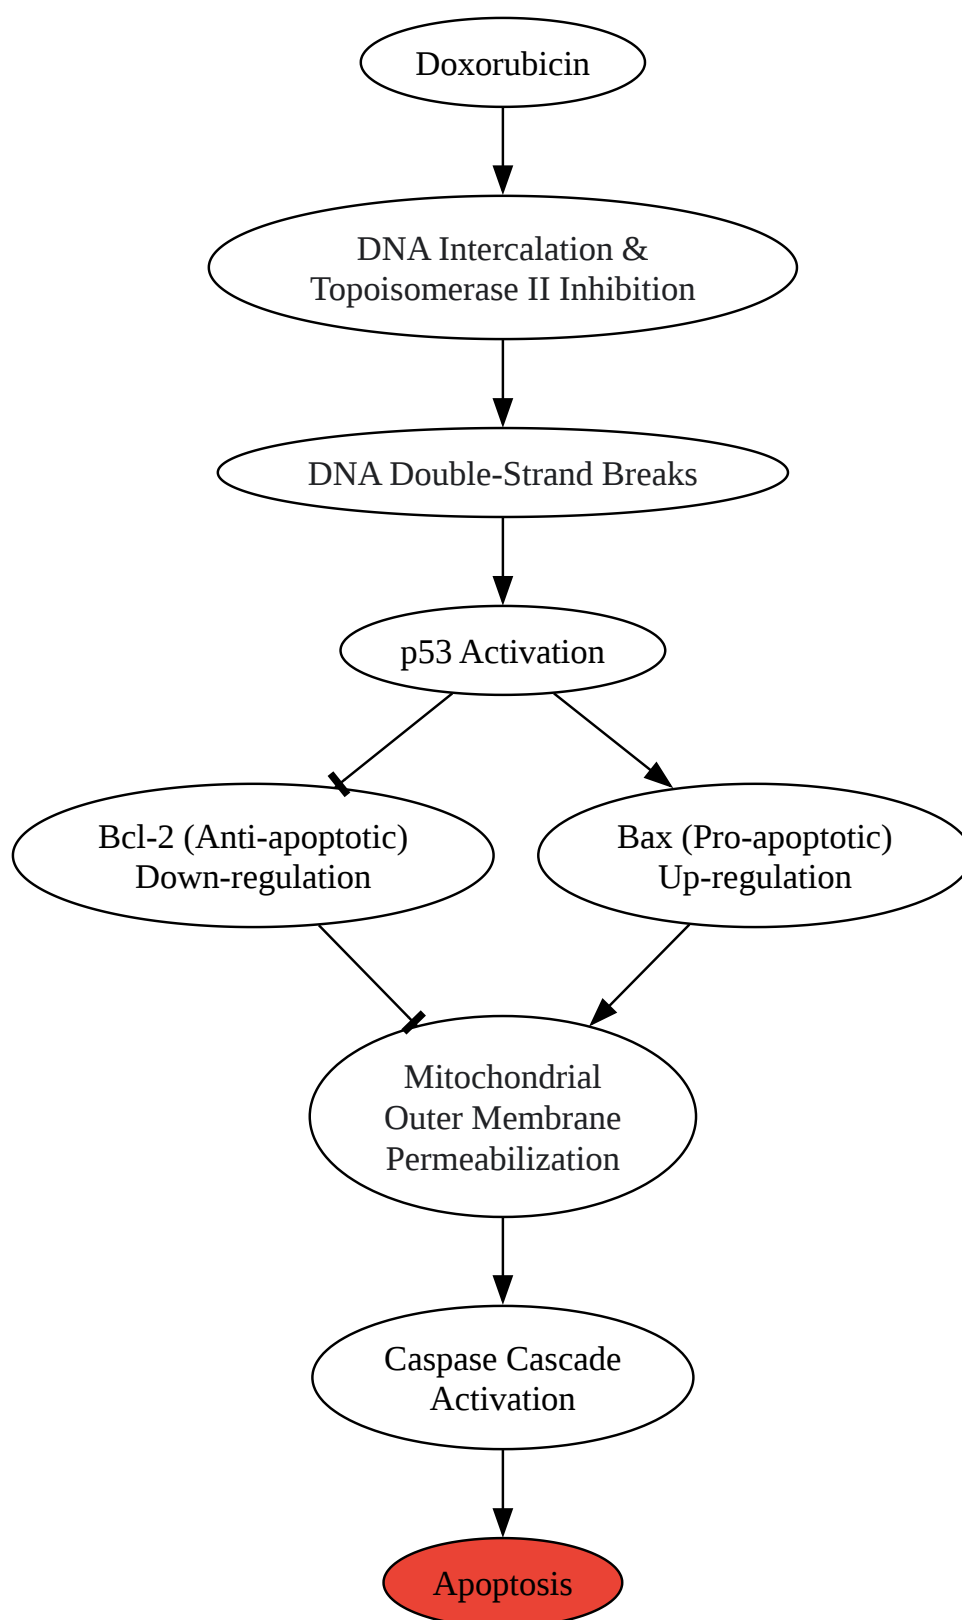 Doxorubicin
DNA Intercalation &
Topoisomerase II Inhibition
DNA Double-Strand Breaks
p53 Activation
Bcl-2 (Anti-apoptotic)
Down-regulation
Bax (Pro-apoptotic)
Up-regulation
Mitochondrial
Outer Membrane
Permeabilization
Caspase Cascade
Activation
Apoptosis